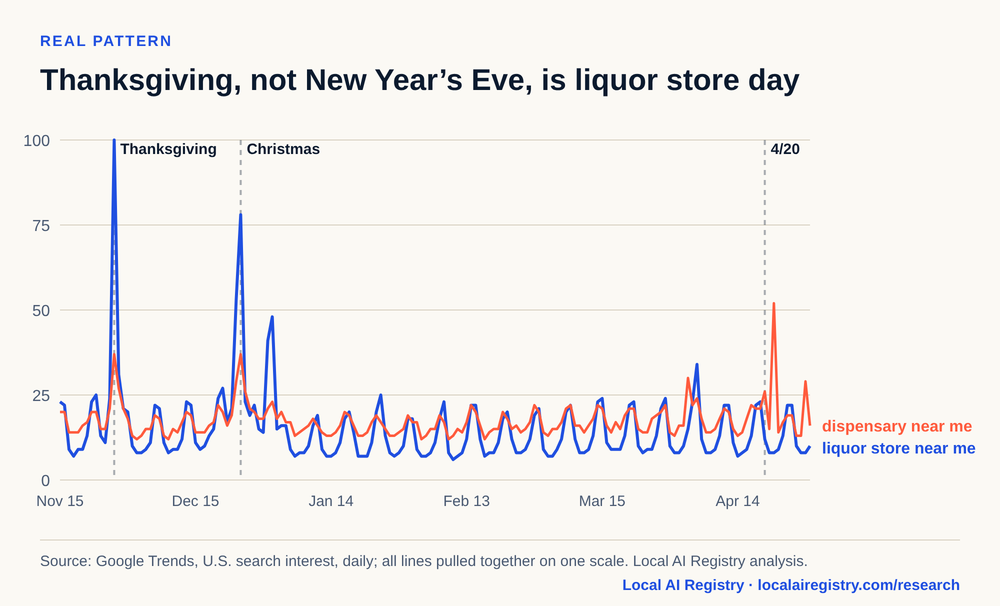 REAL PATTERN
Thanksgiving, not New Year’s Eve, is liquor store day
100
Thanksgiving
Christmas
4/20
75
50
25
dispensary near me
liquor store near me
0
Nov 15
Dec 15
Jan 14
Feb 13
Mar 15
Apr 14
Source: Google Trends, U.S. search interest, daily; all lines pulled together on one scale. Local AI Registry analysis.
Local AI Registry · localairegistry.com/research